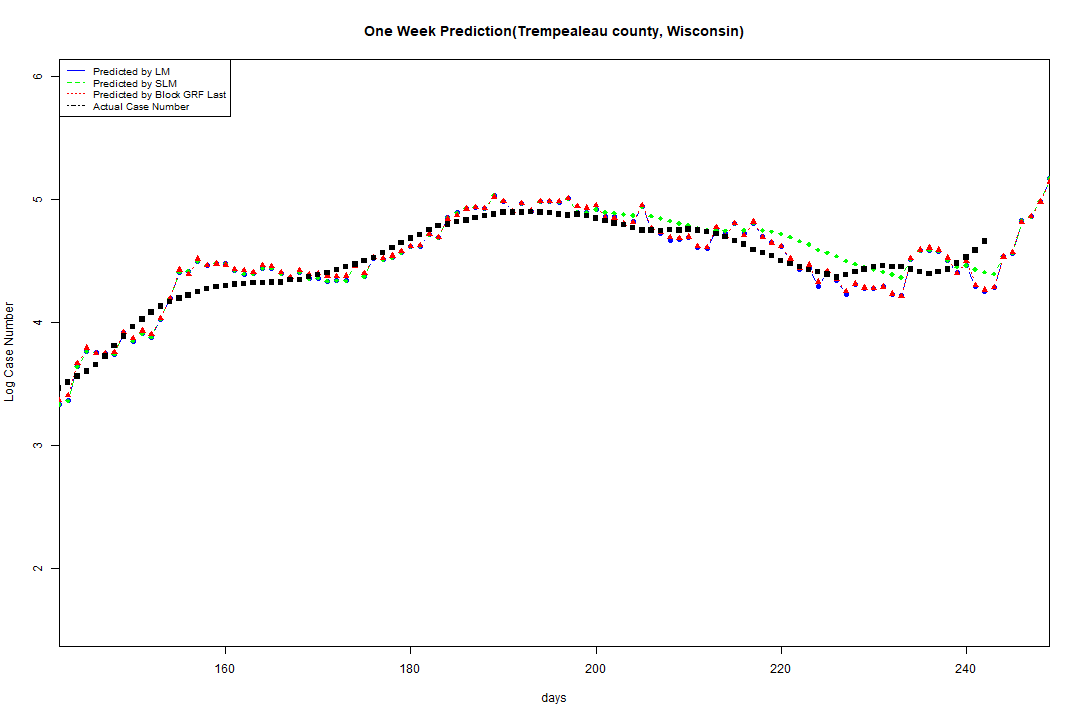 One Week Prediction(Trempealeau county, Wisconsin)
Predicted by LM
Predicted by SLM
Predicted by Block GRF Last
Actual Case Number
6
5
4
3
2
Log Case Number
160 180 200 220 240
days